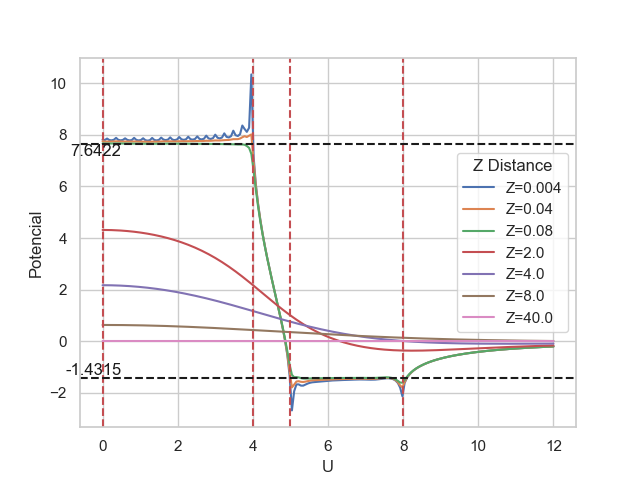 10
8
6
4
2
0
−2
7.6422
-1.4315
Potencial
0
2
4
6
8
10
12
U
Z Distance
Z=0.004
Z=0.04
Z=0.08
Z=2.0
Z=4.0
Z=8.0
Z=40.0